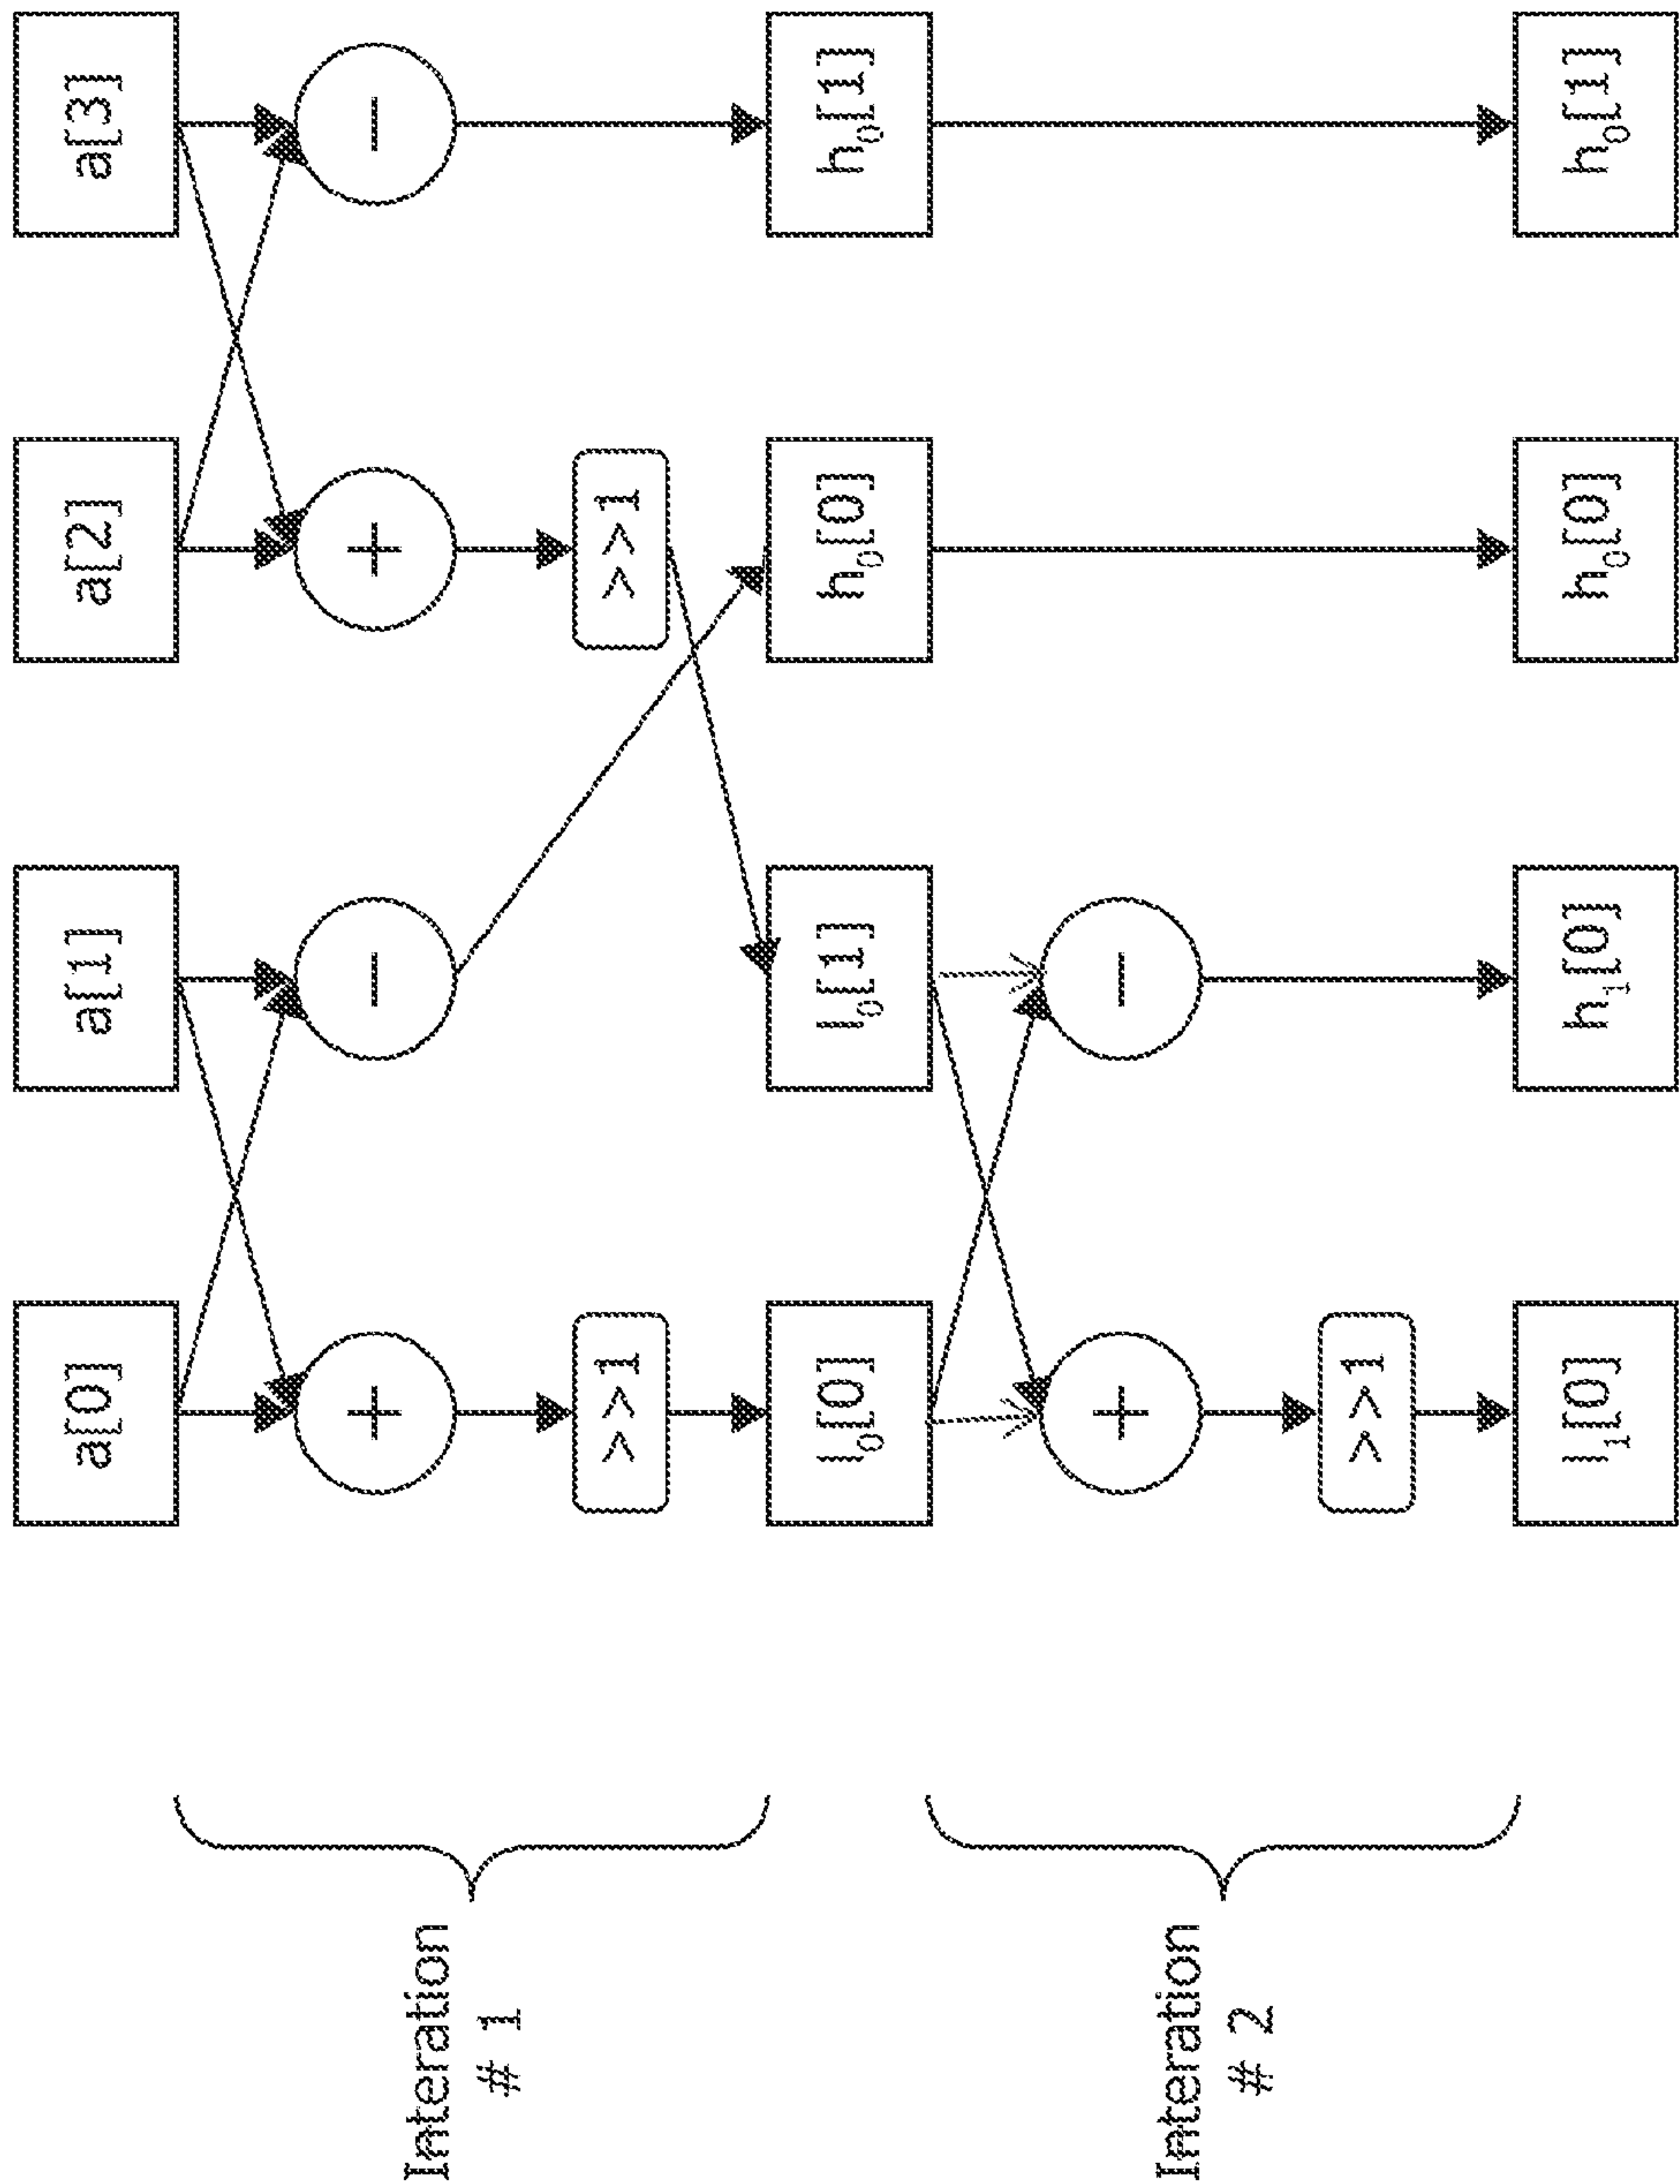 a[0] a[1] a[2] a[3]
+ − + −
>>1 >>1
Interation
# 1
l₀[0] l₀[1] h₀[0] h₀[1]
+ −
>>1
Interation
# 2
l₁[0] h₁[0] h₀[0] h₀[1]